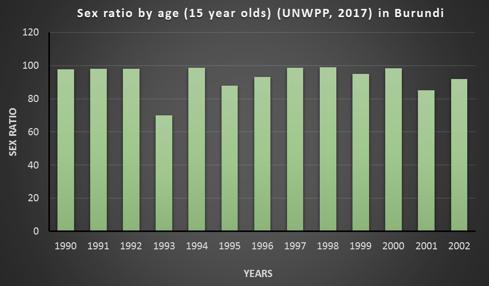 Sex ratio by age (15 year olds) (UNWPP, 2017) in Burundi
120
100
80
60
40
20
0
SEX RATIO
1990 1991 1992 1993 1994 1995 1996 1997 1998 1999 2000 2001 2002
YEARS